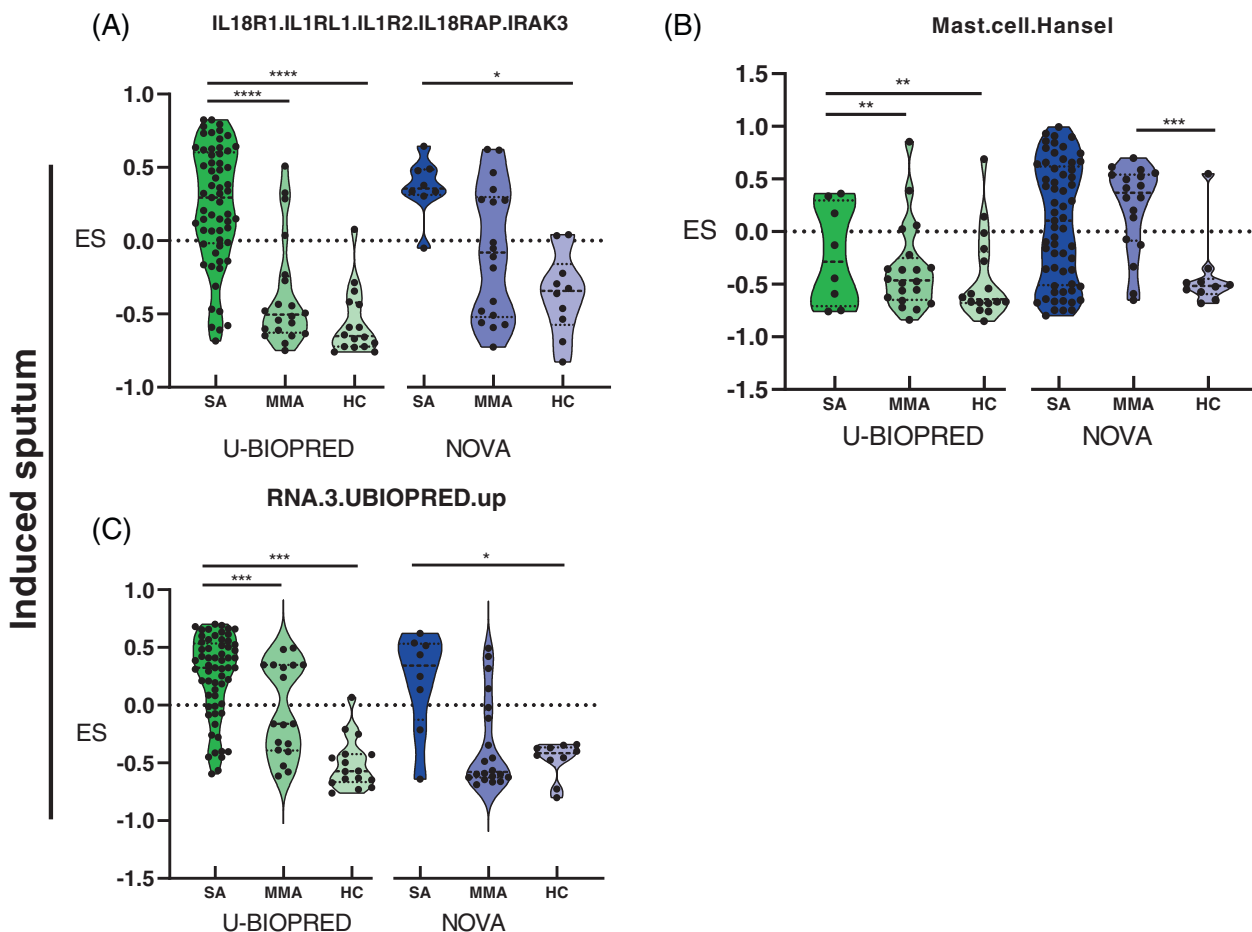 (A)
IL18R1.IL1RL1.IL1R2.IL18RAP.IRAK3
****
****
*
1.0
0.5
ES
0.0
-0.5
-1.0
SA MMA HC SA MMA HC
U-BIOPRED NOVA
(B)
Mast.cell.Hansel
**
**
***
1.5
1.0
0.5
ES
0.0
-0.5
-1.0
-1.5
SA MMA HC SA MMA HC
U-BIOPRED NOVA
Induced sputum
(C)
RNA.3.UBIOPRED.up
***
***
*
1.0
0.5
0.0
ES
-0.5
-1.0
-1.5
SA MMA HC SA MMA HC
U-BIOPRED NOVA